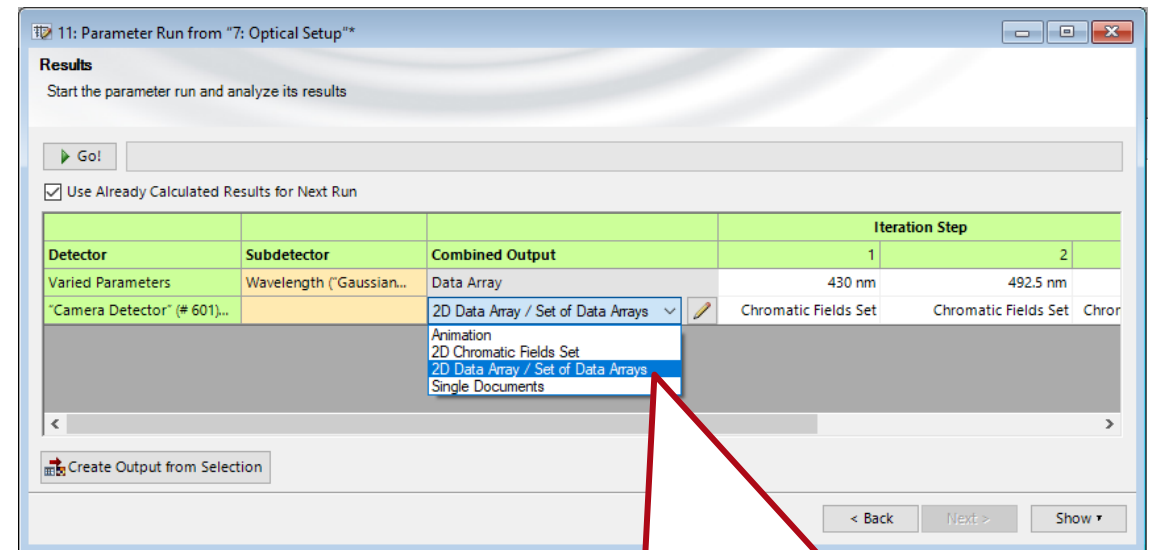 11: Parameter Run from "7: Optical Setup"*
Results
Start the parameter run and analyze its results
Go!
Use Already Calculated Results for Next Run
Iteration Step
Detector Subdetector Combined Output 1 2
Varied Parameters Wavelength ("Gaussian... Data Array 430 nm 492.5 nm
"Camera Detector" (# 601)... 2D Data Array / Set of Data Arrays Chromatic Fields Set Chromatic Fields Set Chror
Animation
2D Chromatic Fields Set
2D Data Array / Set of Data Arrays
Single Documents
Create Output from Selection
< Back Next > Show